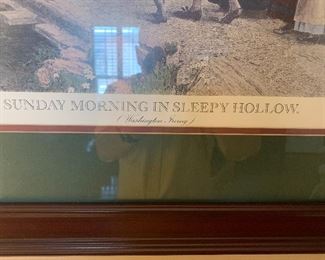 SUNDAY MORNING IN SLEEPY HOLLOW.
(Washington Irving)